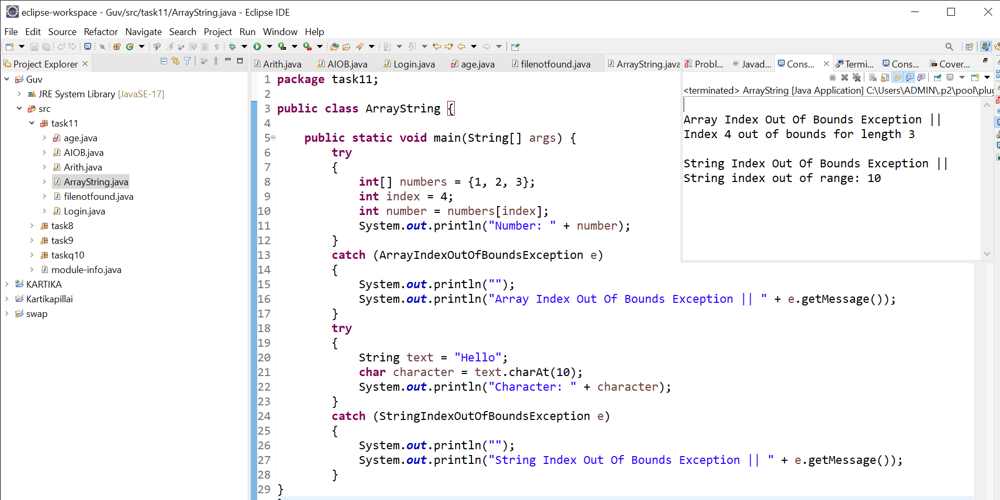 eclipse-workspace - Guv/src/task11/ArrayString.java - Eclipse IDE
File Edit Source Refactor Navigate Search Project Run Window Help
Project Explorer
Guv
JRE System Library [JavaSE-17]
src
task11
age.java
AIOB.java
Arith.java
ArrayString.java
filenotfound.java
Login.java
task8
task9
taskq10
module-info.java
KARTIKA
Kartikapillai
swap
Arith.java AIOB.java Login.java age.java filenotfound.java ArrayString.java
1 package task11;
2
3 public class ArrayString {
4
5 public static void main(String[] args) {
6 try
7 {
8 int[] numbers = {1, 2, 3};
9 int index = 4;
10 int number = numbers[index];
11 System.out.println("Number: " + number);
12 }
13 catch (ArrayIndexOutOfBoundsException e)
14 {
15 System.out.println("");
16 System.out.println("Array Index Out Of Bounds Exception || " + e.getMessage());
17 }
18 try
19 {
20 String text = "Hello";
21 char character = text.charAt(10);
22 System.out.println("Character: " + character);
23 }
24 catch (StringIndexOutOfBoundsException e)
25 {
26 System.out.println("");
27 System.out.println("String Index Out Of Bounds Exception || " + e.getMessage());
28 }
29 }
Probl... @ Javad... Cons... Termi... Cons... Cover...
<terminated> ArrayString [Java Application] C:\Users\ADMIN\.p2\pool\plug
Array Index Out Of Bounds Exception ||
Index 4 out of bounds for length 3
String Index Out Of Bounds Exception ||
String index out of range: 10